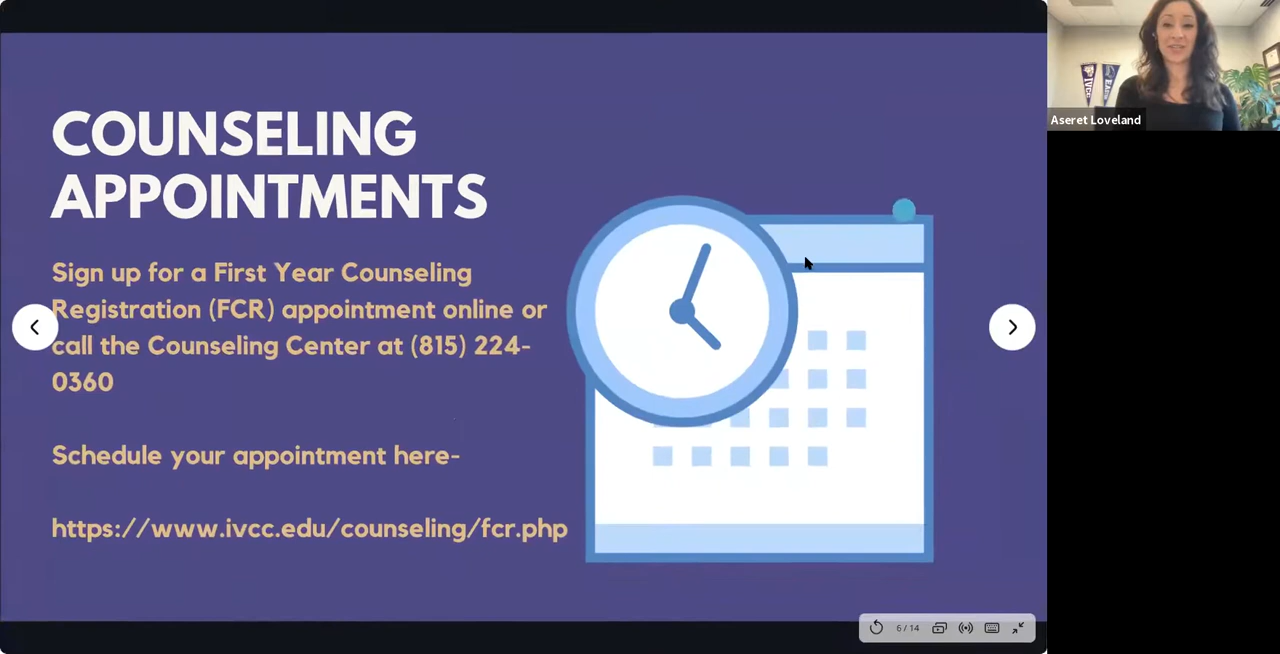 COUNSELING
APPOINTMENTS
Sign up for a First Year Counseling
Registration (FCR) appointment online or
call the Counseling Center at (815) 224-
0360
Schedule your appointment here-
https://www.ivcc.edu/counseling/fcr.php
6 / 14
IVCC
Aseret Loveland